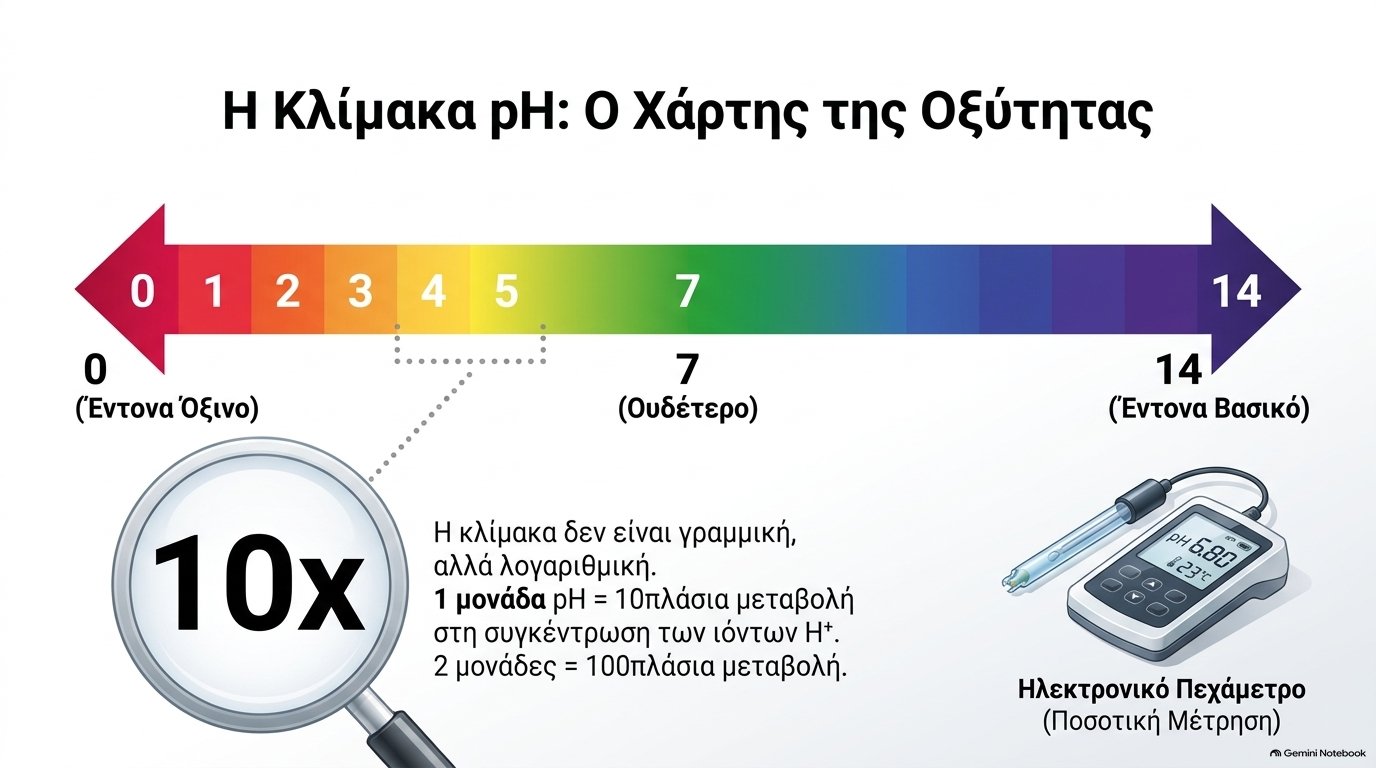 Η Κλίμακα pH: Ο Χάρτης της Οξύτητας
0 1 2 3 4 5 7 14
0
(Έντονα Όξινο)
7
(Ουδέτερο)
14
(Έντονα Βασικό)
10x
Η κλίμακα δεν είναι γραμμική,
αλλά λογαριθμική.
1 μονάδα pH = 10πλάσια μεταβολή
στη συγκέντρωση των ιόντων H⁺.
2 μονάδες = 100πλάσια μεταβολή.
pH 6.80
23°C
Ηλεκτρονικό Πεχάμετρο
(Ποσοτική Μέτρηση)
Gemini Notebook